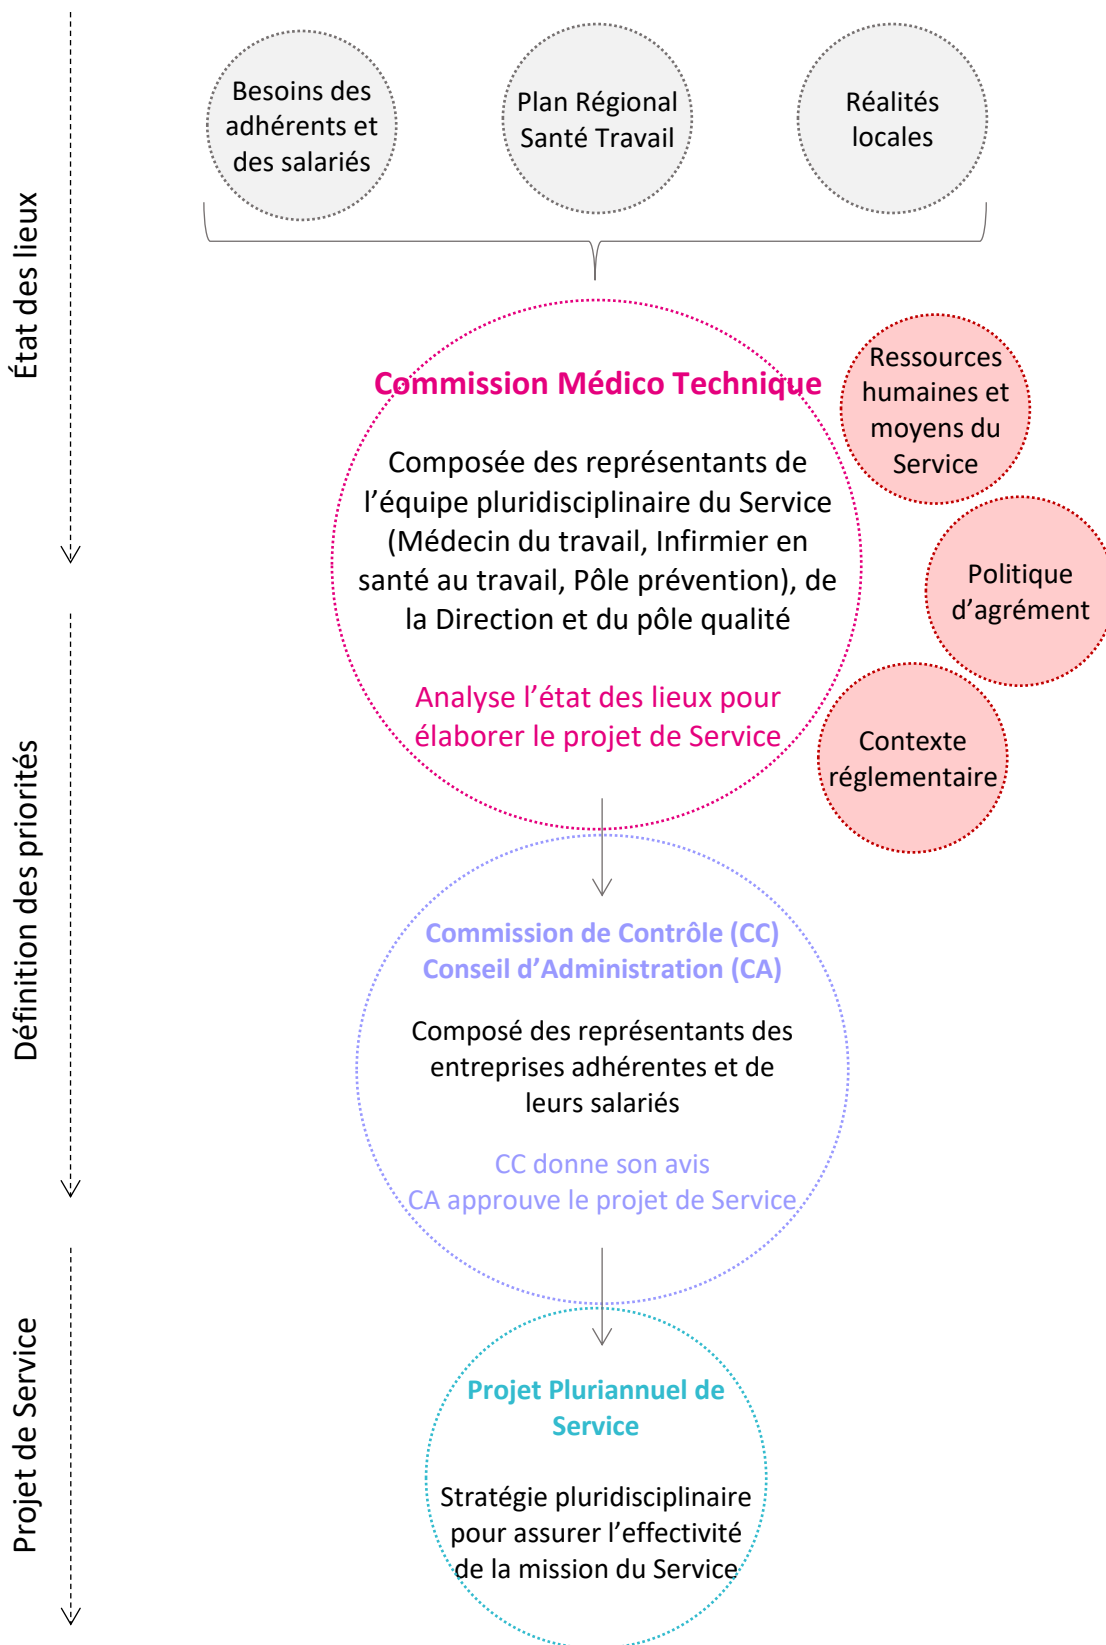 Besoins des
adhérents et
des salariés
Plan Régional
Santé Travail
Réalités
locales
État des lieux
Commission Médico Technique
Composée des représentants de
l’équipe pluridisciplinaire du Service
(Médecin du travail, Infirmier en
santé au travail, Pôle prévention), de
la Direction et du pôle qualité
Analyse l’état des lieux pour
élaborer le projet de Service
Ressources
humaines et
moyens du
Service
Politique
d’agrément
Contexte
réglementaire
Définition des priorités
Commission de Contrôle (CC)
Conseil d’Administration (CA)
Composé des représentants des
entreprises adhérentes et de
leurs salariés
CC donne son avis
CA approuve le projet de Service
Projet de Service
Projet Pluriannuel de
Service
Stratégie pluridisciplinaire
pour assurer l’effectivité
de la mission du Service